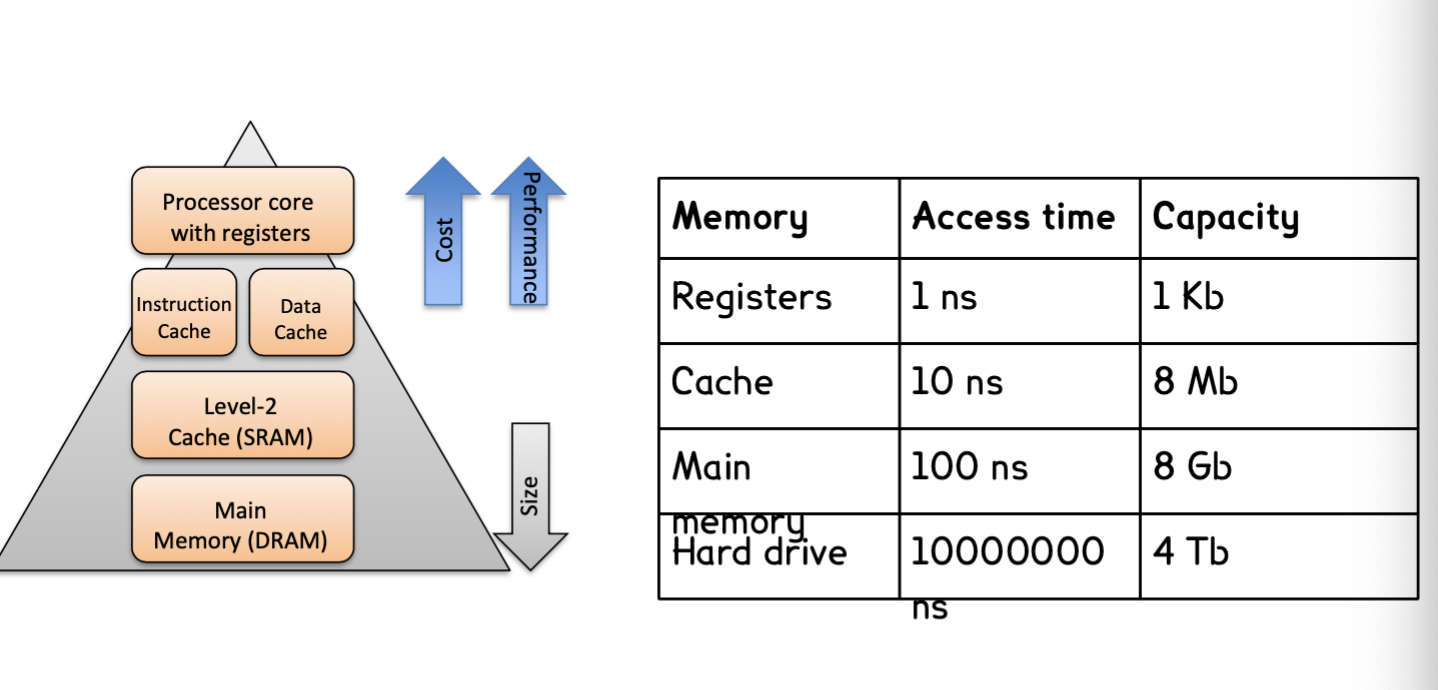 Processor core
with registers
Instruction
Cache
Data
Cache
Level-2
Cache (SRAM)
Main
Memory (DRAM)
Cost
Performance
Size
Memory Access time Capacity
Registers 1 ns 1 Kb
Cache 10 ns 8 Mb
Main 100 ns 8 Gb
memory
Hard drive 10000000 4 Tb
ns